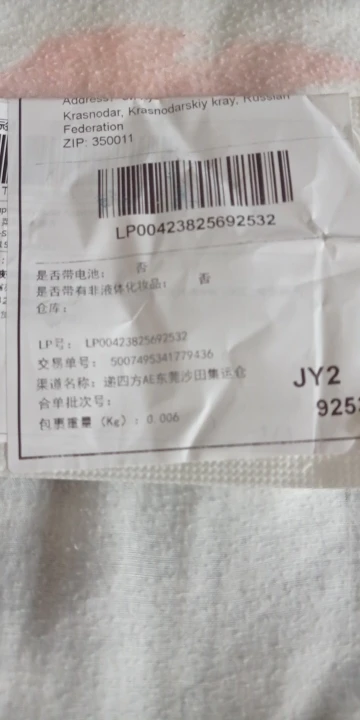 Krasnodar, Krasnodarskiy kray, Russian
Federation
ZIP: 350011
LP00423825692532
是否带电池： 否
是否带有非液体化妆品： 否
仓库：
LP号： LP00423825692532
交易单号： 5007495341779436
渠道名称： 递四方AE东莞沙田集运仓
合单批次号：
包裹重量（Kg）：0.006
JY2
925